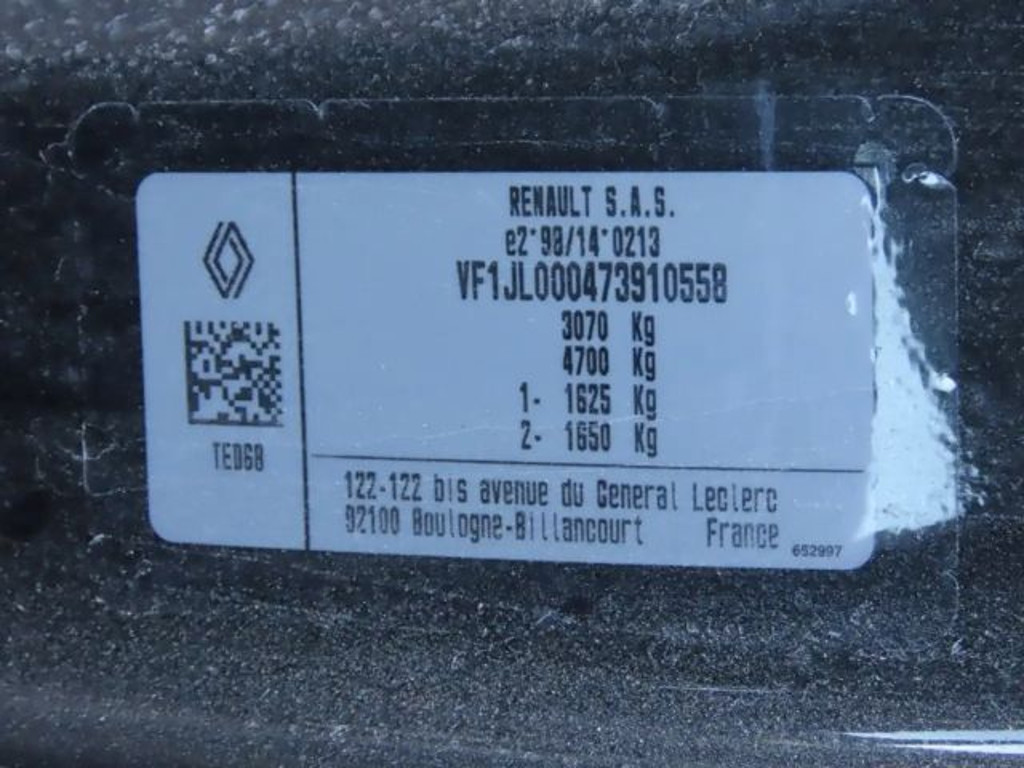 RENAULT S.A.S.
e2*98/14*0213
VF1JL000473910558
3070 Kg
4700 Kg
1- 1625 Kg
2- 1650 Kg
TED68
122-122 bis avenue du General Leclerc
92100 Boulogne-Billancourt France
652997